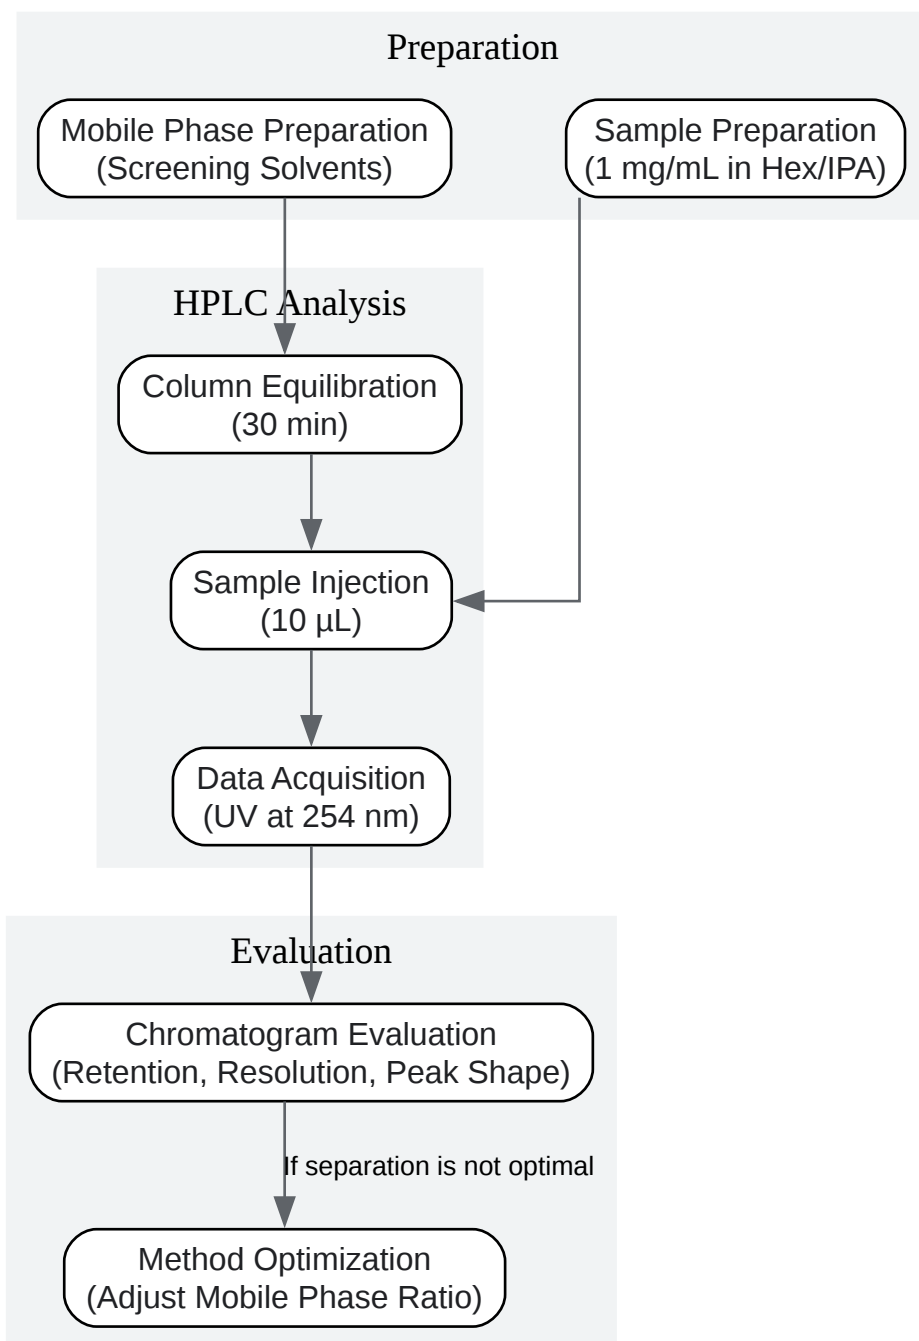 Preparation
Mobile Phase Preparation
(Screening Solvents)
Sample Preparation
(1 mg/mL in Hex/IPA)
HPLC Analysis
Column Equilibration
(30 min)
Sample Injection
(10 µL)
Data Acquisition
(UV at 254 nm)
Evaluation
Chromatogram Evaluation
(Retention, Resolution, Peak Shape)
If separation is not optimal
Method Optimization
(Adjust Mobile Phase Ratio)